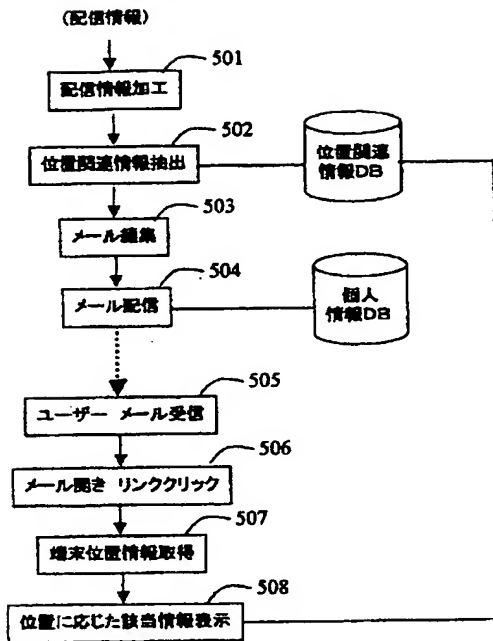 (配信情報)
501
配信情報加工
502
位置関連情報抽出
位置関連
情報DB
503
メール編集
504
メール配信
個人
情報DB
505
ユーザー メール受信
506
メール開き リンククリック
507
端末位置情報取得
508
位置に応じた該当情報表示